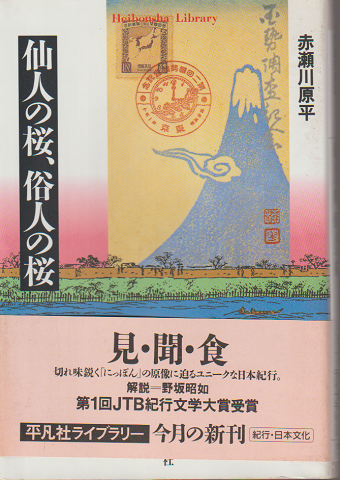 Heibonsha Library
赤瀬川原平
仙人の桜、俗人の桜
東京
見・聞・食
切れ味鋭く「にっぽん」の原像に迫るユニークな日本紀行。
解説＝野坂昭如
第1回JTB紀行文学大賞受賞
平凡社ライブラリー
今月の新刊
紀行・日本文化
社